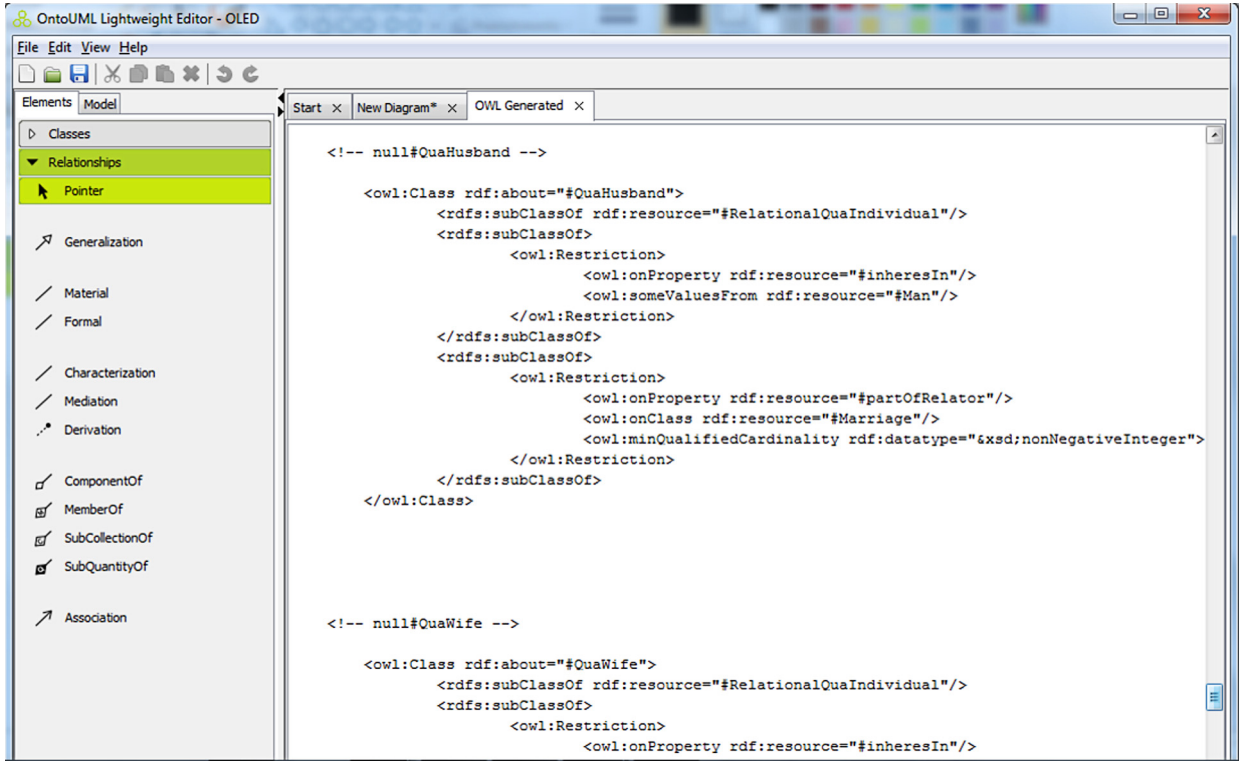 OntoUML Lightweight Editor - OLED
File Edit View Help
Elements Model
Start New Diagram* OWL Generated
Classes
Relationships
Pointer
Generalization
Material
Formal
Characterization
Mediation
Derivation
ComponentOf
MemberOf
SubCollectionOf
SubQuantityOf
Association
<!-- null#QuaHusband -->
<owl:Class rdf:about="#QuaHusband">
<rdfs:subClassOf rdf:resource="#RelationalQuaIndividual"/>
<rdfs:subClassOf>
<owl:Restriction>
<owl:onProperty rdf:resource="#inheresIn"/>
<owl:someValuesFrom rdf:resource="#Man"/>
</owl:Restriction>
</rdfs:subClassOf>
<rdfs:subClassOf>
<owl:Restriction>
<owl:onProperty rdf:resource="#partOfRelator"/>
<owl:onClass rdf:resource="#Marriage"/>
<owl:minQualifiedCardinality rdf:datatype="&xsd;nonNegativeInteger">
</owl:Restriction>
</rdfs:subClassOf>
</owl:Class>
<!-- null#QuaWife -->
<owl:Class rdf:about="#QuaWife">
<rdfs:subClassOf rdf:resource="#RelationalQuaIndividual"/>
<rdfs:subClassOf>
<owl:Restriction>
<owl:onProperty rdf:resource="#inheresIn"/>